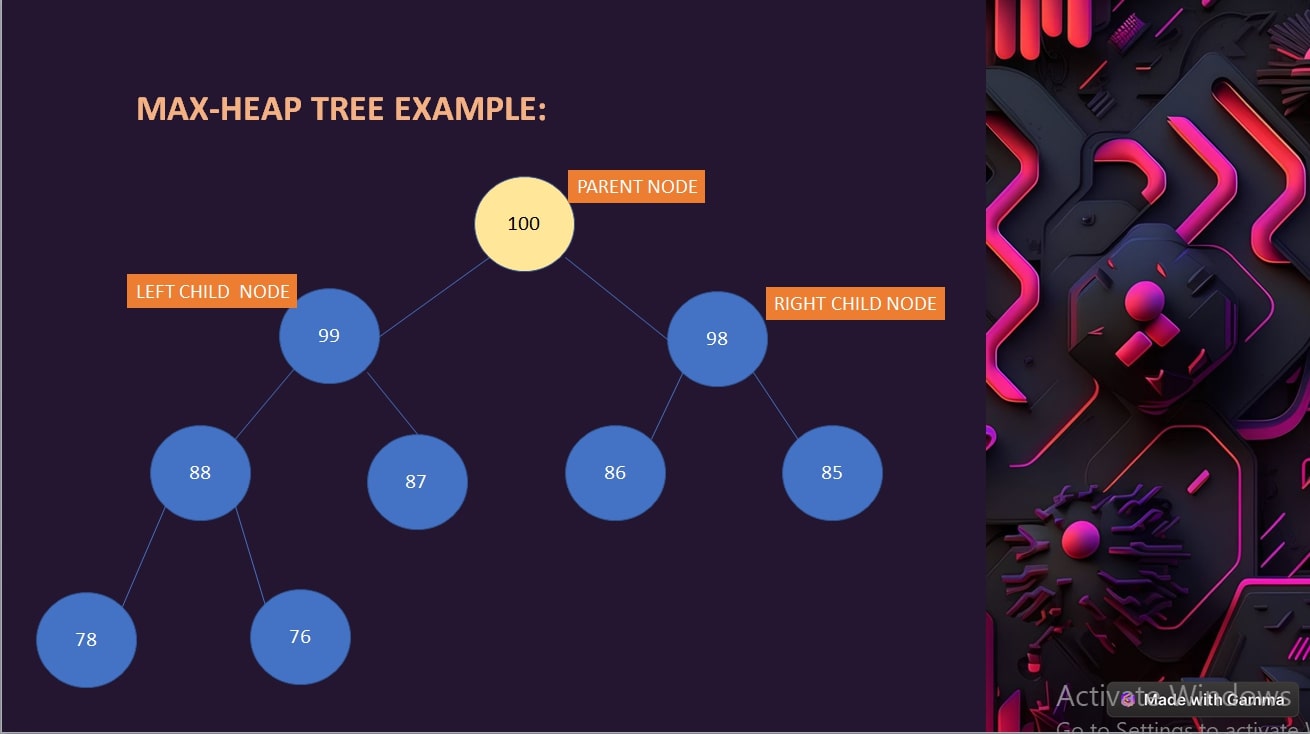 MAX-HEAP TREE EXAMPLE:
PARENT NODE
100
LEFT CHILD  NODE
99
RIGHT CHILD NODE
98
88
87
86
85
78
76
Activate Windows
Made with Gamma
Go to Settings to activate